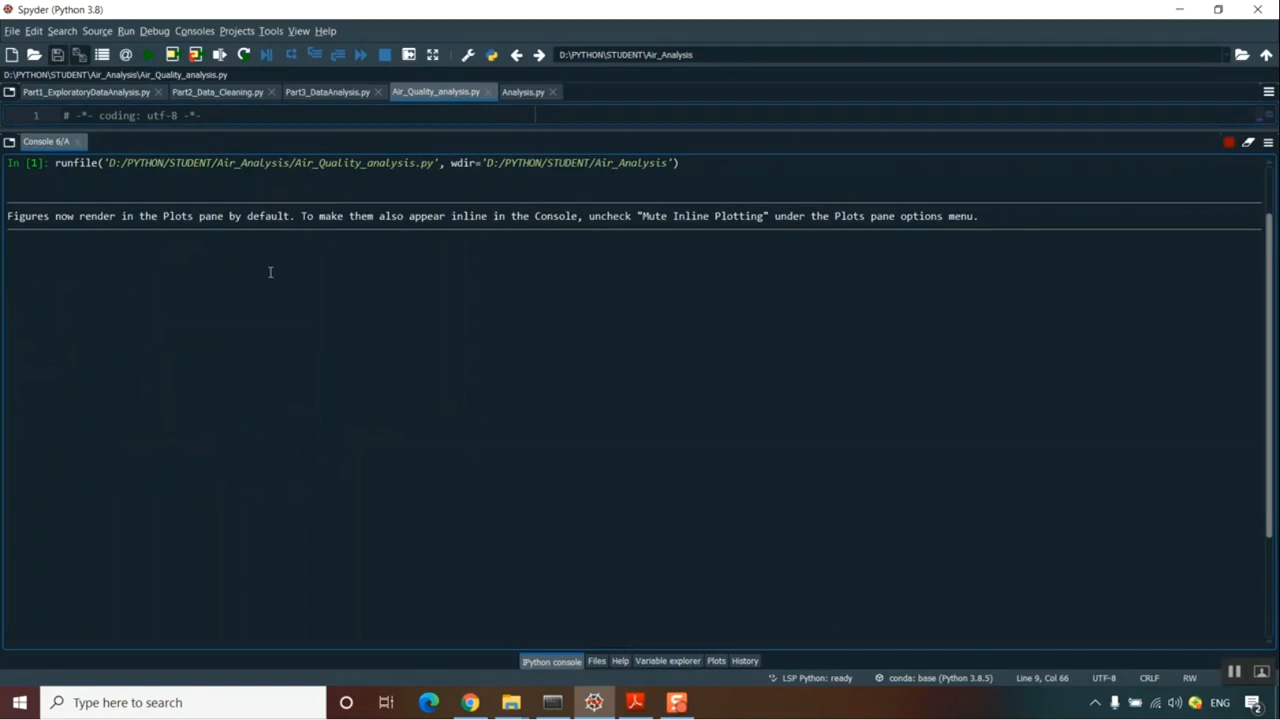 Spyder (Python 3.8)
File Edit Search Source Run Debug Consoles Projects Tools View Help
D:\PYTHON\STUDENT\Air_Analysis
D:\PYTHON\STUDENT\Air_Analysis\Air_Quality_analysis.py
Part1_ExploratoryDataAnalysis.py Part2_Data_Cleaning.py Part3_DataAnalysis.py Air_Quality_analysis.py Analysis.py
1 # -*- coding: utf-8 -*-
Console 6/A
In [1]: runfile('D:/PYTHON/STUDENT/Air_Analysis/Air_Quality_analysis.py', wdir='D:/PYTHON/STUDENT/Air_Analysis')
Figures now render in the Plots pane by default. To make them also appear inline in the Console, uncheck "Mute Inline Plotting" under the Plots pane options menu.
IPython console Files Help Variable explorer Plots History
LSP Python: ready conda: base (Python 3.8.5) Line 9, Col 66 UTF-8 CRLF RW
Type here to search ENG 2